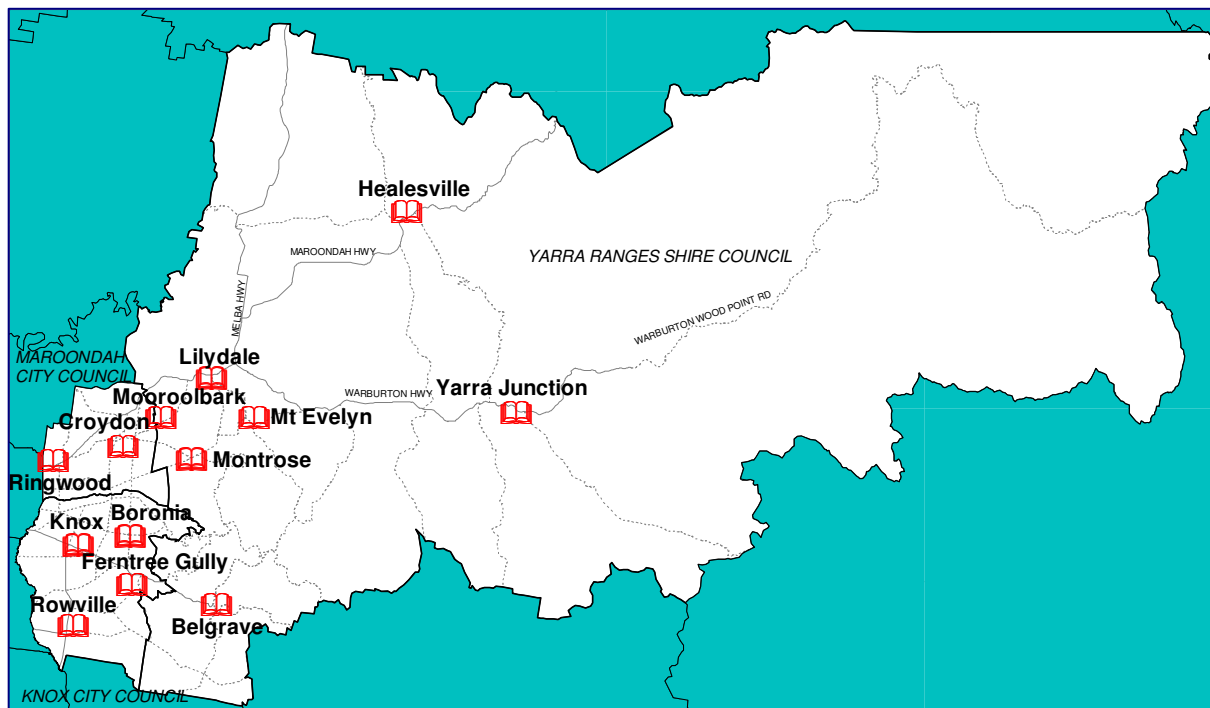 Healesville
MAROONDAH HWY
YARRA RANGES SHIRE COUNCIL
MELBA HWY
WARBURTON WOOD POINT RD
MAROONDAH
CITY COUNCIL
Lilydale
Mooroolbark
WARBURTON HWY
Yarra Junction
Croydon
Mt Evelyn
Montrose
Ringwood
Knox
Boronia
Ferntree Gully
Rowville
Belgrave
KNOX CITY COUNCIL